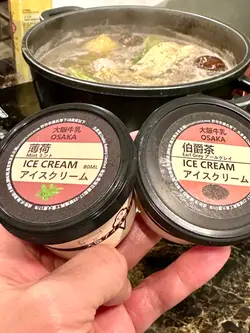 大阪牛乳
OSAKA
薄荷
Mint ミント
ICE CREAM
80ML
アイスクリーム
大阪牛乳
OSAKA
伯爵茶
Earl Grey アールグレイ
ICE CREAM
アイスクリーム